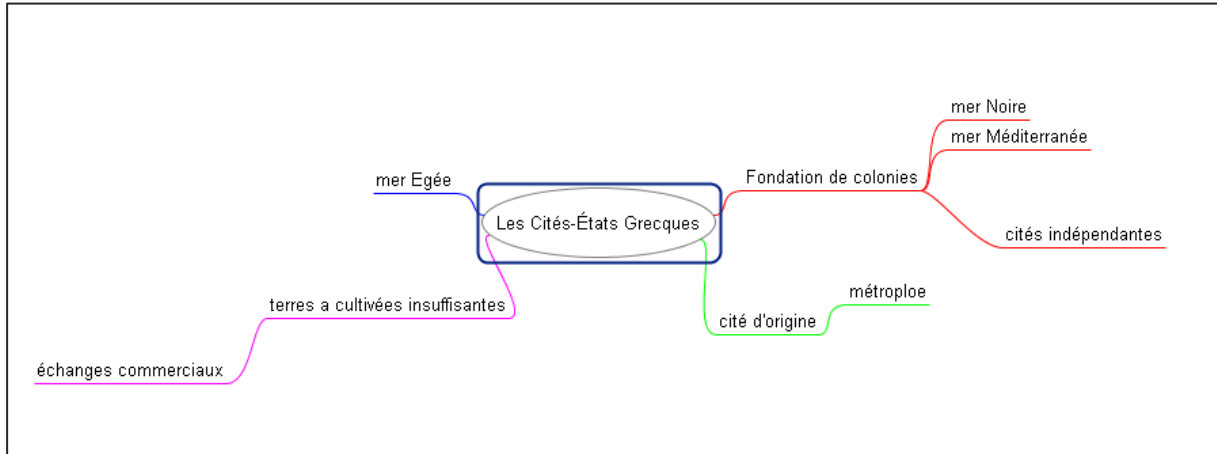 mer Noire
mer Méditerranée
Fondation de colonies
mer Egée
Les Cités-États Grecques
cités indépendantes
métroploe
terres a cultivées insuffisantes
cité d'origine
échanges commerciaux